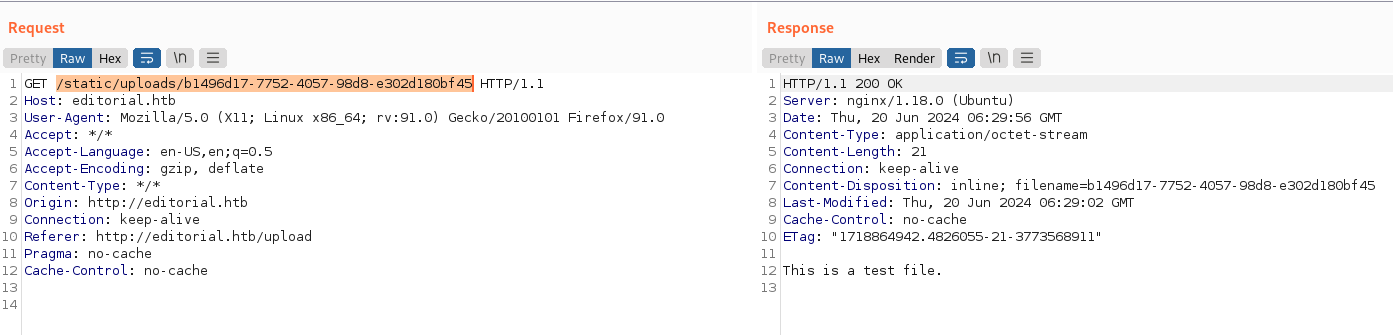 Request
Pretty Raw Hex \n
1 GET /static/uploads/b1496d17-7752-4057-98d8-e302d180bf45 HTTP/1.1
2 Host: editorial.htb
3 User-Agent: Mozilla/5.0 (X11; Linux x86_64; rv:91.0) Gecko/20100101 Firefox/91.0
4 Accept: */*
5 Accept-Language: en-US,en;q=0.5
6 Accept-Encoding: gzip, deflate
7 Content-Type: */*
8 Origin: http://editorial.htb
9 Connection: keep-alive
10 Referer: http://editorial.htb/upload
11 Pragma: no-cache
12 Cache-Control: no-cache
13
14
Response
Pretty Raw Hex Render \n
1 HTTP/1.1 200 OK
2 Server: nginx/1.18.0 (Ubuntu)
3 Date: Thu, 20 Jun 2024 06:29:56 GMT
4 Content-Type: application/octet-stream
5 Content-Length: 21
6 Connection: keep-alive
7 Content-Disposition: inline; filename=b1496d17-7752-4057-98d8-e302d180bf45
8 Last-Modified: Thu, 20 Jun 2024 06:29:02 GMT
9 Cache-Control: no-cache
10 ETag: "1718864942.4826055-21-3773568911"
11
12 This is a test file.
13